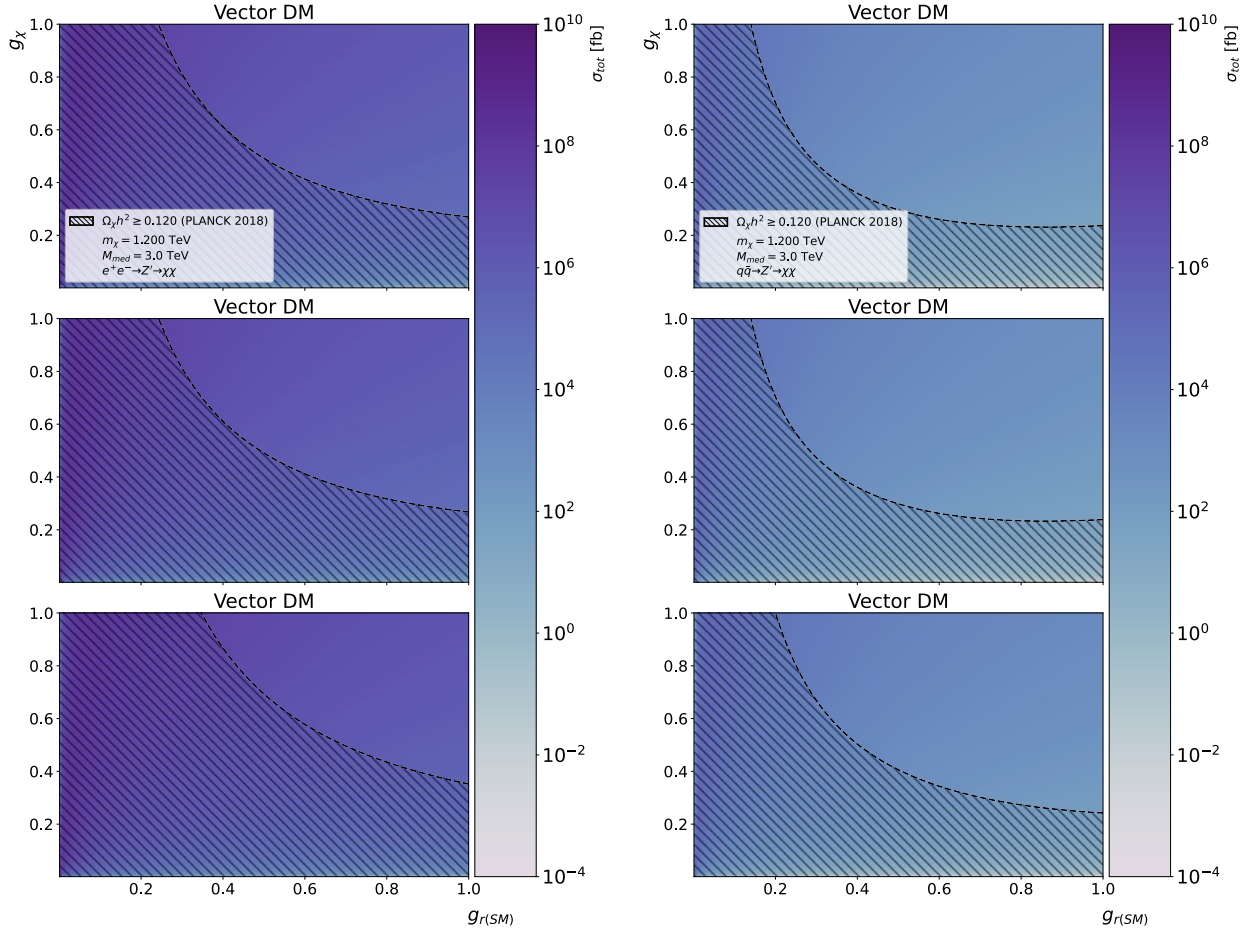 Vector DM
1.0
0.8
0.6
0.4
0.2
g_χ
Ω_χh² ≥ 0.120 (PLANCK 2018)
m_χ = 1.200 TeV
M_med = 3.0 TeV
e⁺e⁻→Z′→χχ
Vector DM
1.0
0.8
0.6
0.4
0.2
Vector DM
1.0
0.8
0.6
0.4
0.2
0.2 0.4 0.6 0.8 1.0
g_r(SM)
10¹⁰
10⁸
10⁶
10⁴
10²
10⁰
10⁻²
10⁻⁴
σ_tot [fb]
Vector DM
1.0
0.8
0.6
0.4
0.2
g_χ
Ω_χh² ≥ 0.120 (PLANCK 2018)
m_χ = 1.200 TeV
M_med = 3.0 TeV
qq̄→Z′→χχ
Vector DM
1.0
0.8
0.6
0.4
0.2
Vector DM
1.0
0.8
0.6
0.4
0.2
0.2 0.4 0.6 0.8 1.0
g_r(SM)
10¹⁰
10⁸
10⁶
10⁴
10²
10⁰
10⁻²
10⁻⁴
σ_tot [fb]